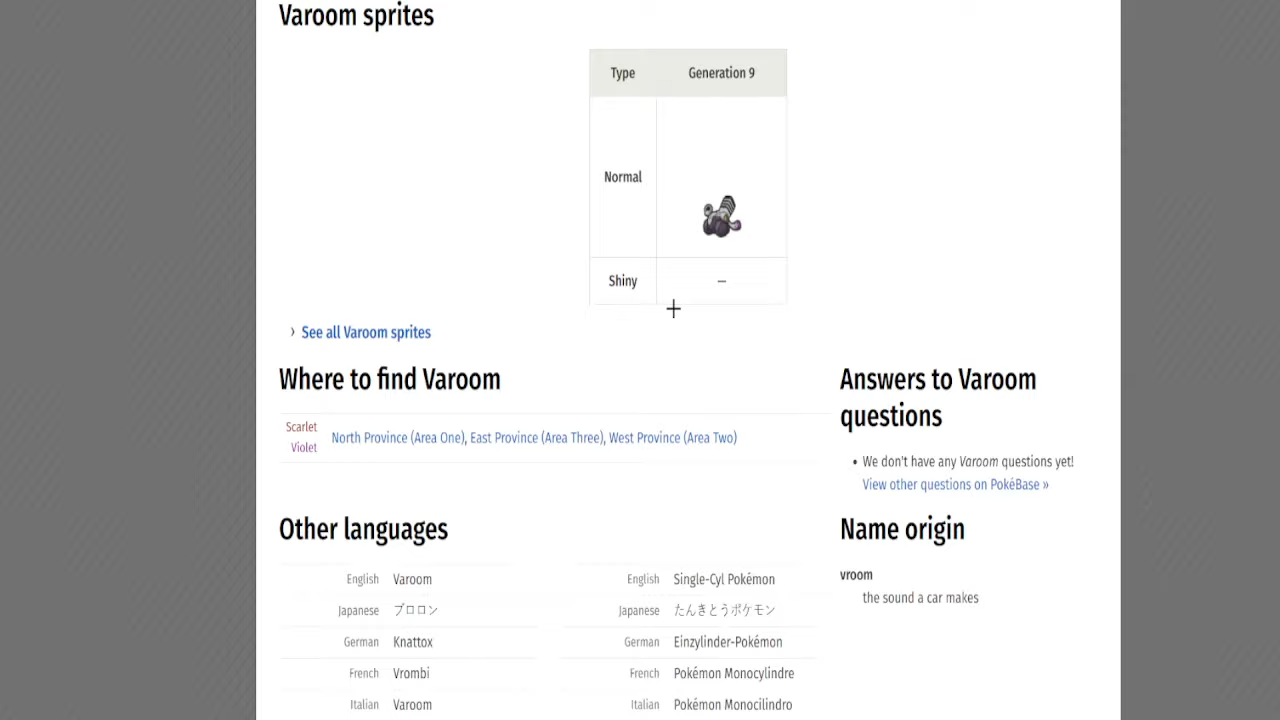 Varoom sprites
Type Generation 9
Normal
Shiny —
› See all Varoom sprites
Where to find Varoom
Scarlet
Violet
North Province (Area One), East Province (Area Three), West Province (Area Two)
Answers to Varoom
questions
• We don't have any Varoom questions yet!
View other questions on PokéBase »
Other languages
English Varoom
Japanese ブロロン
German Knattox
French Vrombi
Italian Varoom
English Single-Cyl Pokémon
Japanese たんきとうポケモン
German Einzylinder-Pokémon
French Pokémon Monocylindre
Italian Pokémon Monocilindro
Name origin
vroom
the sound a car makes